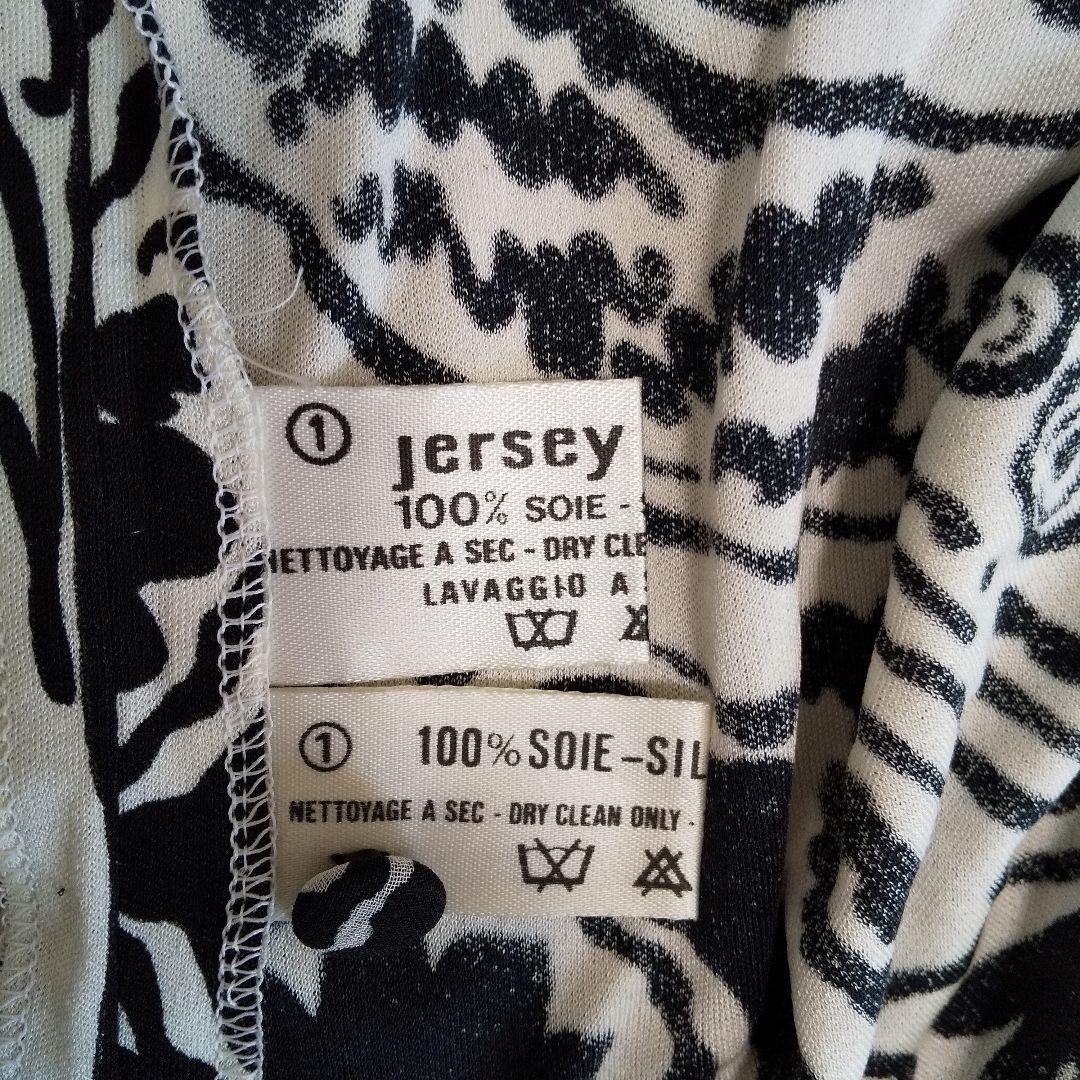 1
jersey
100% SOIE -
NETTOYAGE A SEC - DRY CLE
LAVAGGIO A
1
100% SOIE - SIL
NETTOYAGE A SEC - DRY CLEAN ONLY -